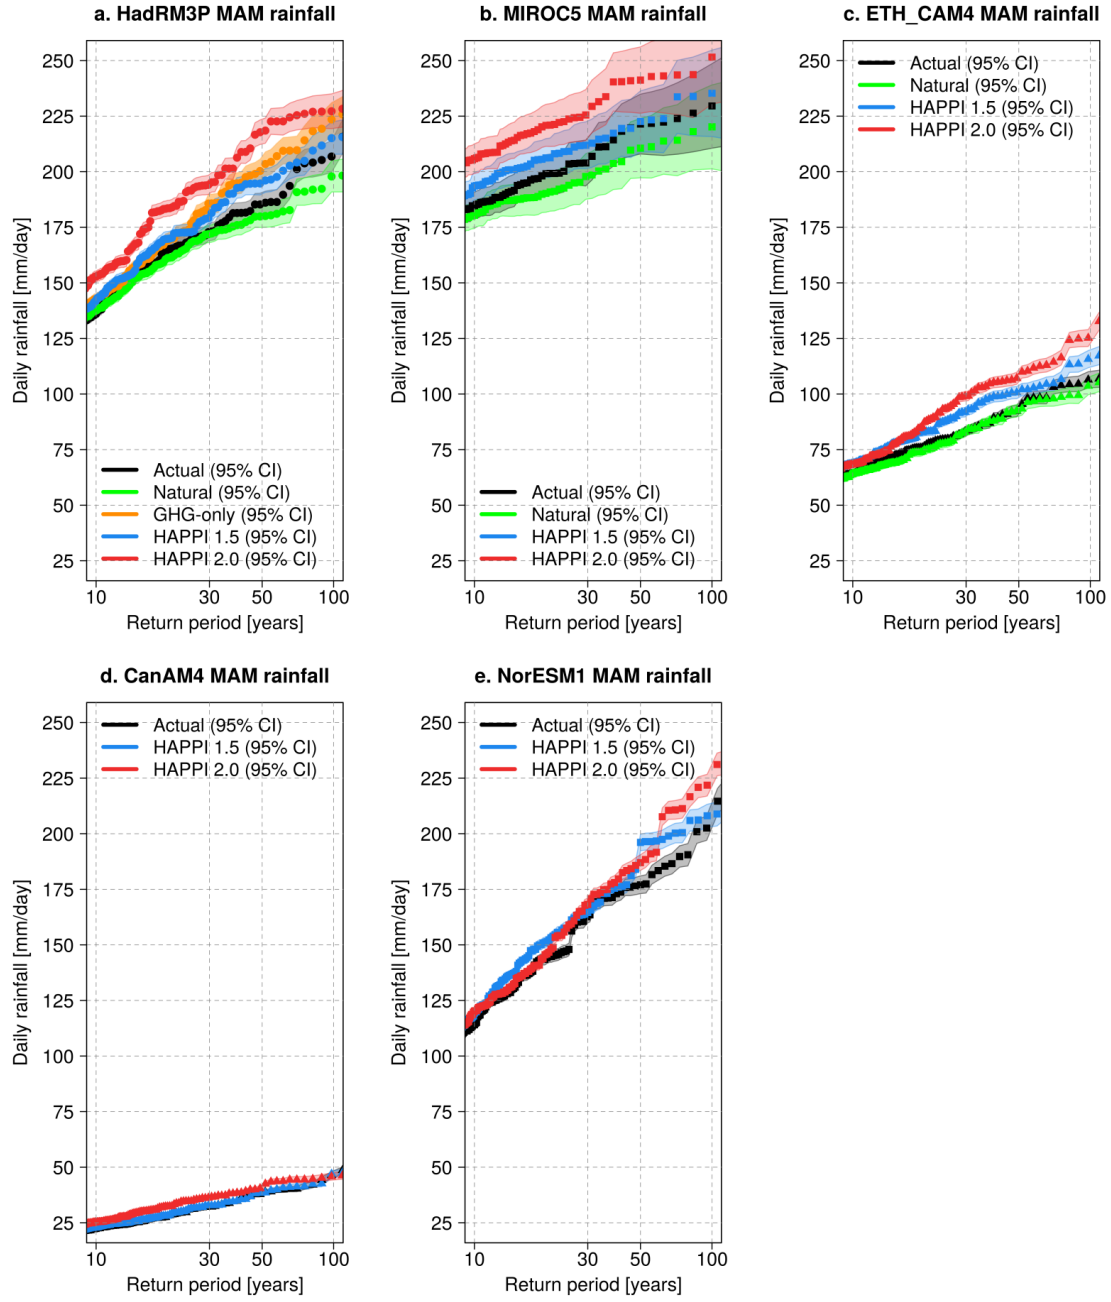 a. HadRM3P MAM rainfall
250
225
200
175
150
125
100
75
50
25
Daily rainfall [mm/day]
Actual (95% CI)
Natural (95% CI)
GHG-only (95% CI)
HAPPI 1.5 (95% CI)
HAPPI 2.0 (95% CI)
10 30 50 100
Return period [years]
b. MIROC5 MAM rainfall
250
225
200
175
150
125
100
75
50
25
Daily rainfall [mm/day]
Actual (95% CI)
Natural (95% CI)
HAPPI 1.5 (95% CI)
HAPPI 2.0 (95% CI)
10 30 50 100
Return period [years]
c. ETH_CAM4 MAM rainfall
250
225
200
175
150
125
100
75
50
25
Daily rainfall [mm/day]
Actual (95% CI)
Natural (95% CI)
HAPPI 1.5 (95% CI)
HAPPI 2.0 (95% CI)
10 30 50 100
Return period [years]
d. CanAM4 MAM rainfall
250
225
200
175
150
125
100
75
50
25
Daily rainfall [mm/day]
Actual (95% CI)
HAPPI 1.5 (95% CI)
HAPPI 2.0 (95% CI)
10 30 50 100
Return period [years]
e. NorESM1 MAM rainfall
250
225
200
175
150
125
100
75
50
25
Daily rainfall [mm/day]
Actual (95% CI)
HAPPI 1.5 (95% CI)
HAPPI 2.0 (95% CI)
10 30 50 100
Return period [years]